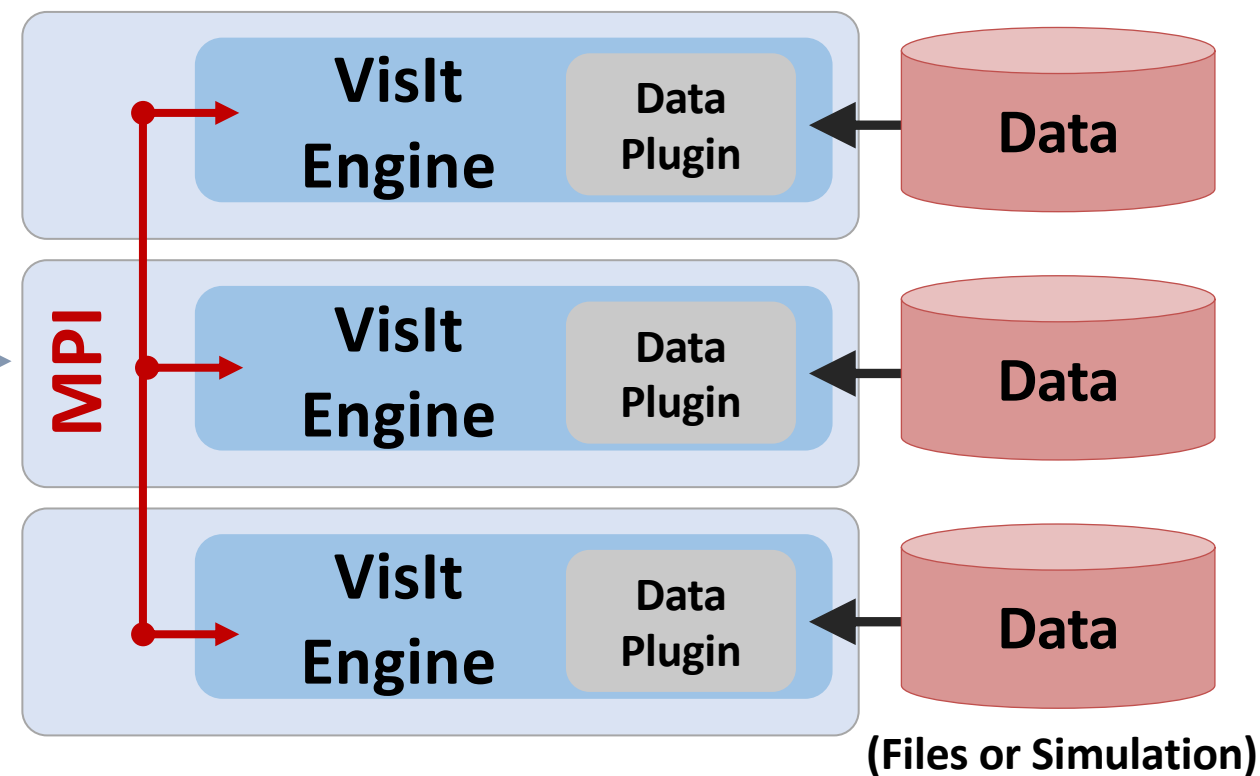 VisIt
Engine
Data
Plugin
Data
MPI
VisIt
Engine
Data
Plugin
Data
VisIt
Engine
Data
Plugin
Data
(Files or Simulation)